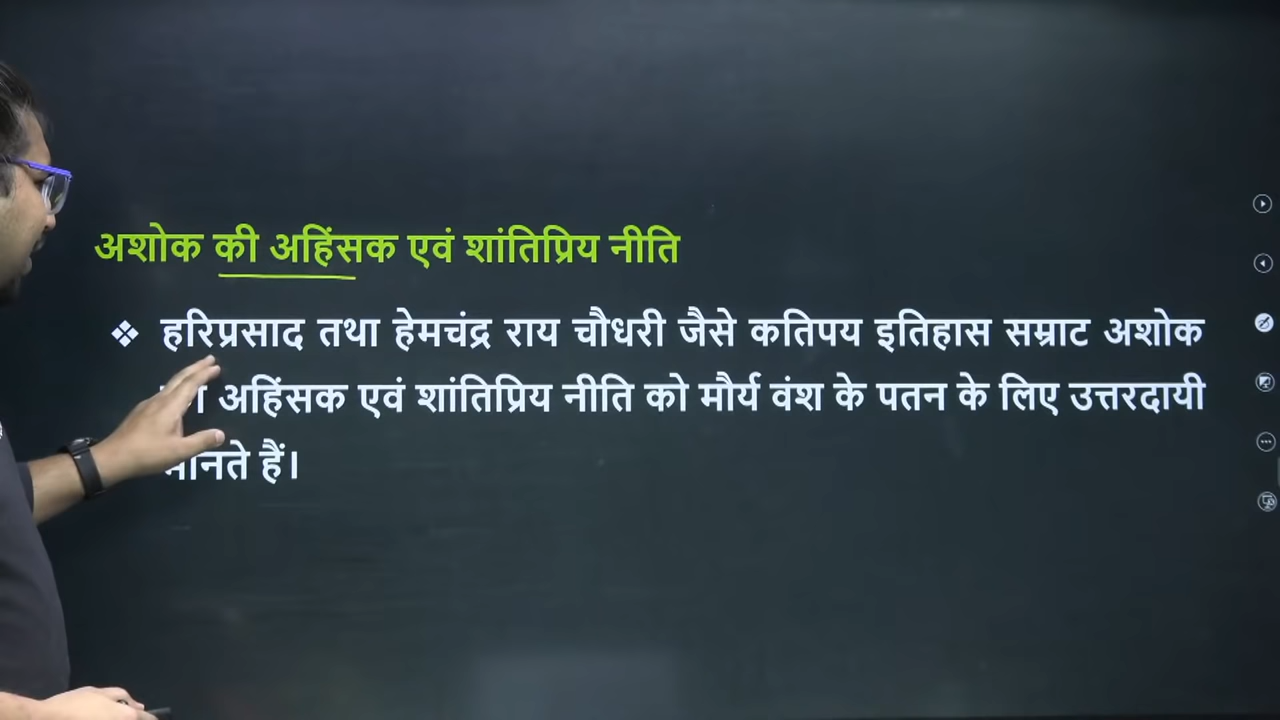 अशोक की अहिंसक एवं शांतिप्रिय नीति
❖ हरिप्रसाद तथा हेमचंद्र राय चौधरी जैसे कतिपय इतिहास सम्राट अशोक
अहिंसक एवं शांतिप्रिय नीति को मौर्य वंश के पतन के लिए उत्तरदायी
मानते हैं।